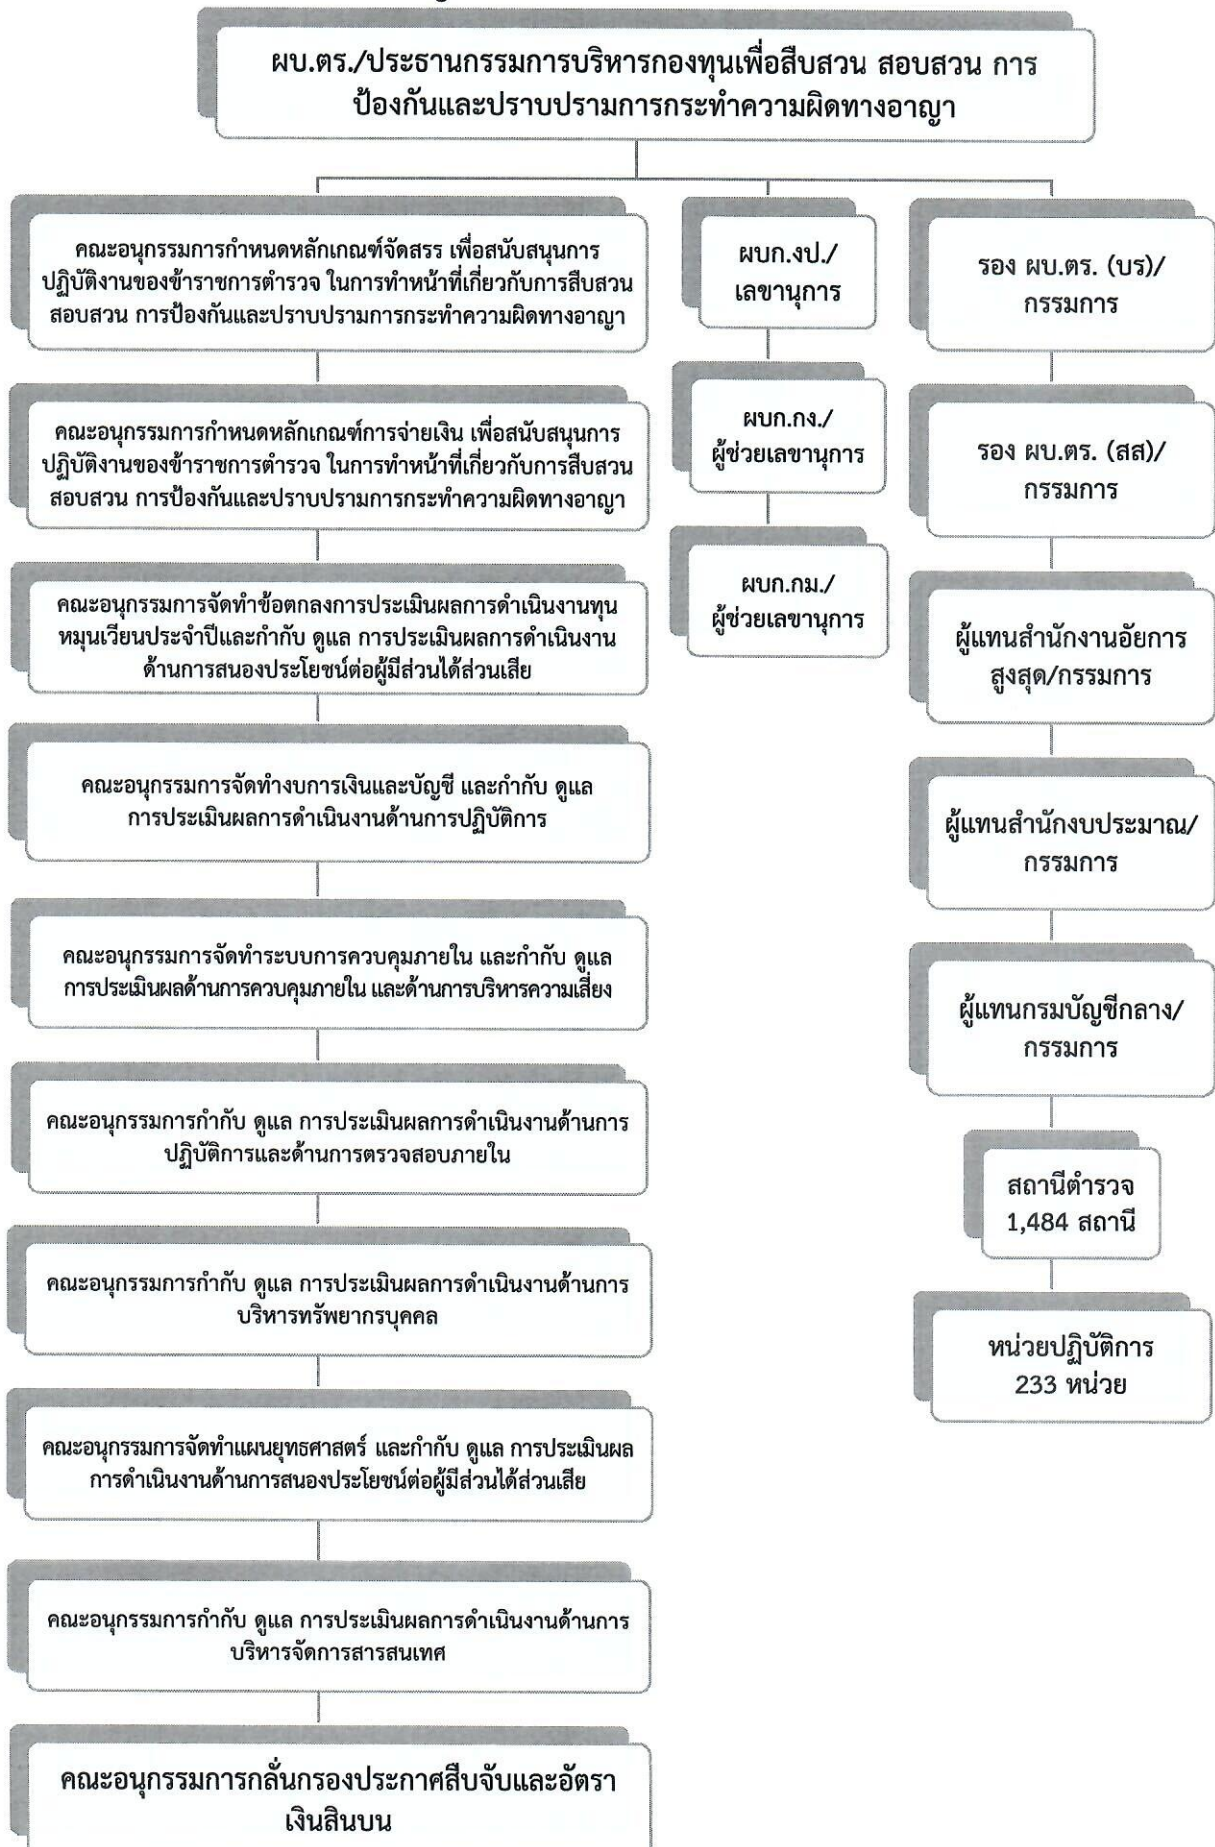 ผบ.ตร./ประธานกรรมการบริหารกองทุนเพื่อสืบสวน สอบสวน การ
ป้องกันและปราบปรามการกระทำความผิดทางอาญา
คณะอนุกรรมการกำหนดหลักเกณฑ์จัดสรร เพื่อสนับสนุนการ
ปฏิบัติงานของข้าราชการตำรวจ ในการทำหน้าที่เกี่ยวกับการสืบสวน
สอบสวน การป้องกันและปราบปรามการกระทำความผิดทางอาญา
คณะอนุกรรมการกำหนดหลักเกณฑ์การจ่ายเงิน เพื่อสนับสนุนการ
ปฏิบัติงานของข้าราชการตำรวจ ในการทำหน้าที่เกี่ยวกับการสืบสวน
สอบสวน การป้องกันและปราบปรามการกระทำความผิดทางอาญา
คณะอนุกรรมการจัดทำข้อตกลงการประเมินผลการดำเนินงานทุน
หมุนเวียนประจำปีและกำกับ ดูแล การประเมินผลการดำเนินงาน
ด้านการสนองประโยชน์ต่อผู้มีส่วนได้ส่วนเสีย
คณะอนุกรรมการจัดทำงบการเงินและบัญชี และกำกับ ดูแล
การประเมินผลการดำเนินงานด้านการปฏิบัติการ
คณะอนุกรรมการจัดทำระบบการควบคุมภายใน และกำกับ ดูแล
การประเมินผลด้านการควบคุมภายใน และด้านการบริหารความเสี่ยง
คณะอนุกรรมการกำกับ ดูแล การประเมินผลการดำเนินงานด้านการ
ปฏิบัติการและด้านการตรวจสอบภายใน
คณะอนุกรรมการกำกับ ดูแล การประเมินผลการดำเนินงานด้านการ
บริหารทรัพยากรบุคคล
คณะอนุกรรมการจัดทำแผนยุทธศาสตร์ และกำกับ ดูแล การประเมินผล
การดำเนินงานด้านการสนองประโยชน์ต่อผู้มีส่วนได้ส่วนเสีย
คณะอนุกรรมการกำกับ ดูแล การประเมินผลการดำเนินงานด้านการ
บริหารจัดการสารสนเทศ
คณะอนุกรรมการกลั่นกรองประกาศสืบจับและอัตรา
เงินสินบน
ผบก.งป./
เลขานุการ
ผบก.กง./
ผู้ช่วยเลขานุการ
ผบก.กม./
ผู้ช่วยเลขานุการ
รอง ผบ.ตร. (บร)/
กรรมการ
รอง ผบ.ตร. (สส)/
กรรมการ
ผู้แทนสำนักงานอัยการ
สูงสุด/กรรมการ
ผู้แทนสำนักงบประมาณ/
กรรมการ
ผู้แทนกรมบัญชีกลาง/
กรรมการ
สถานีตำรวจ
1,484 สถานี
หน่วยปฏิบัติการ
233 หน่วย